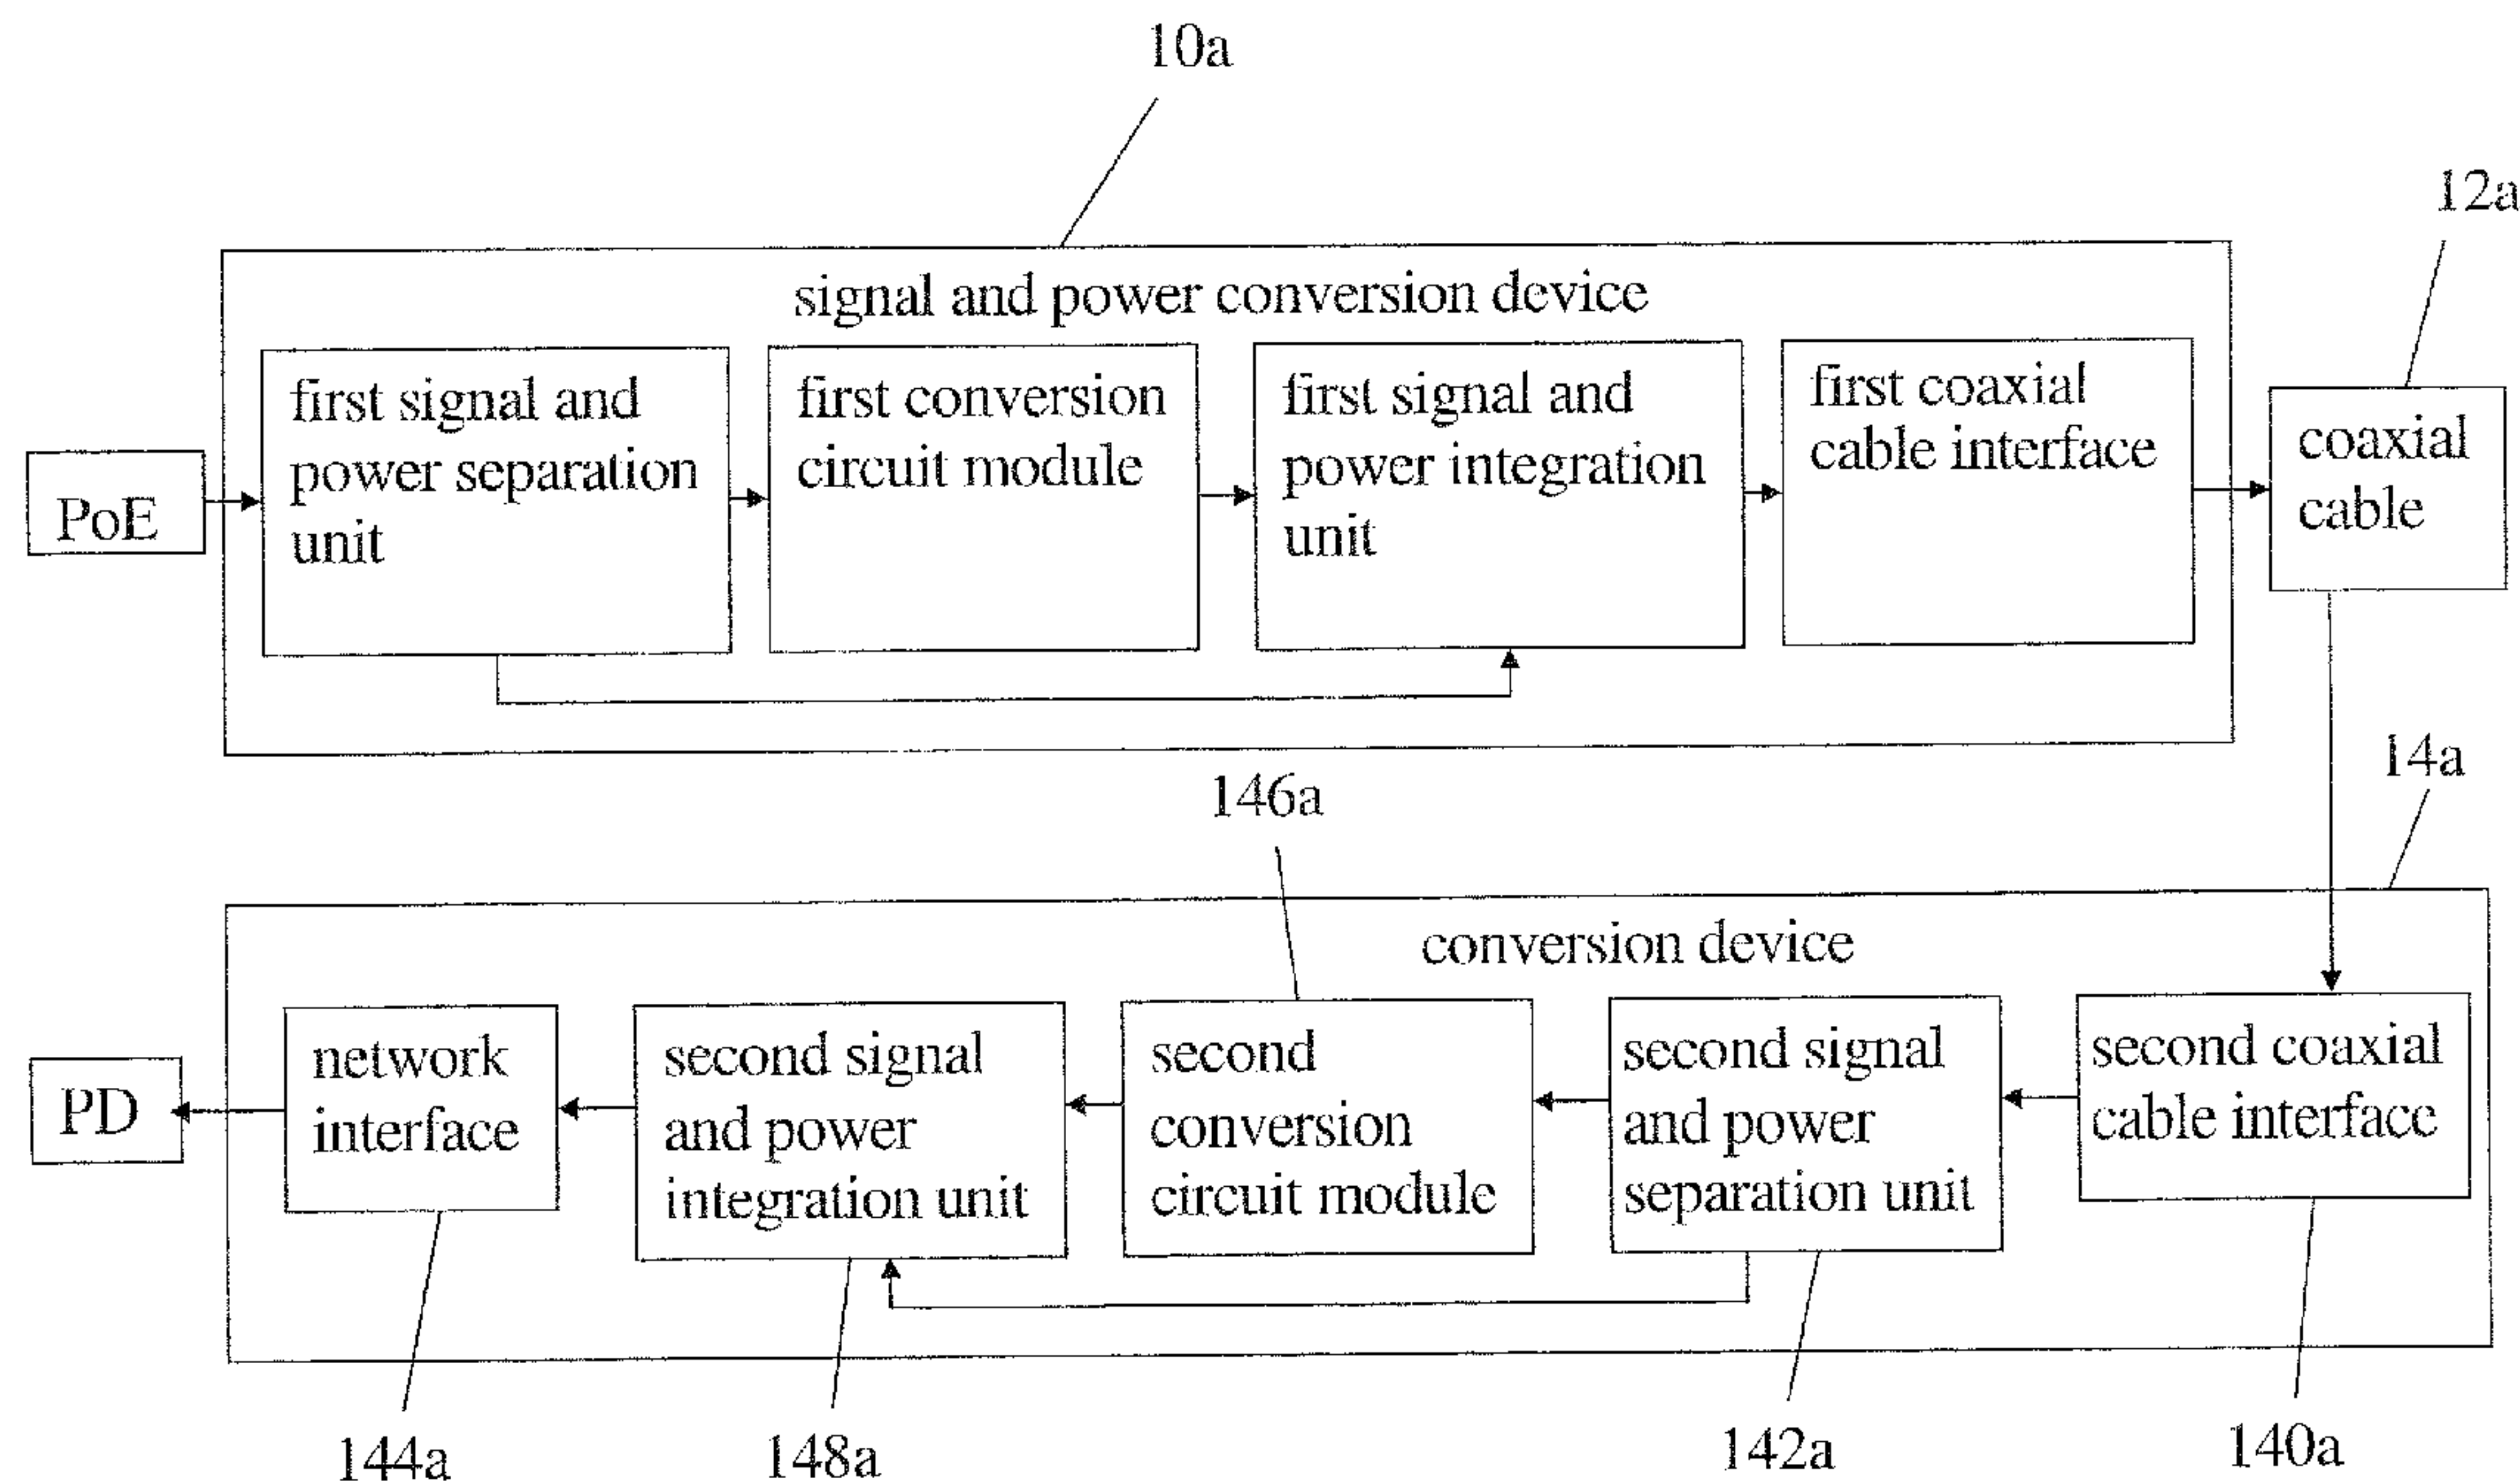 10a
12a
signal and power conversion device
PoE
first signal and
power separation
unit
first conversion
circuit module
first signal and
power integration
unit
first coaxial
cable interface
coaxial
cable
146a
14a
conversion device
PD
network
interface
second signal
and power
integration unit
second
conversion
circuit module
second signal
and power
separation unit
second coaxial
cable interface
144a
148a
142a
140a